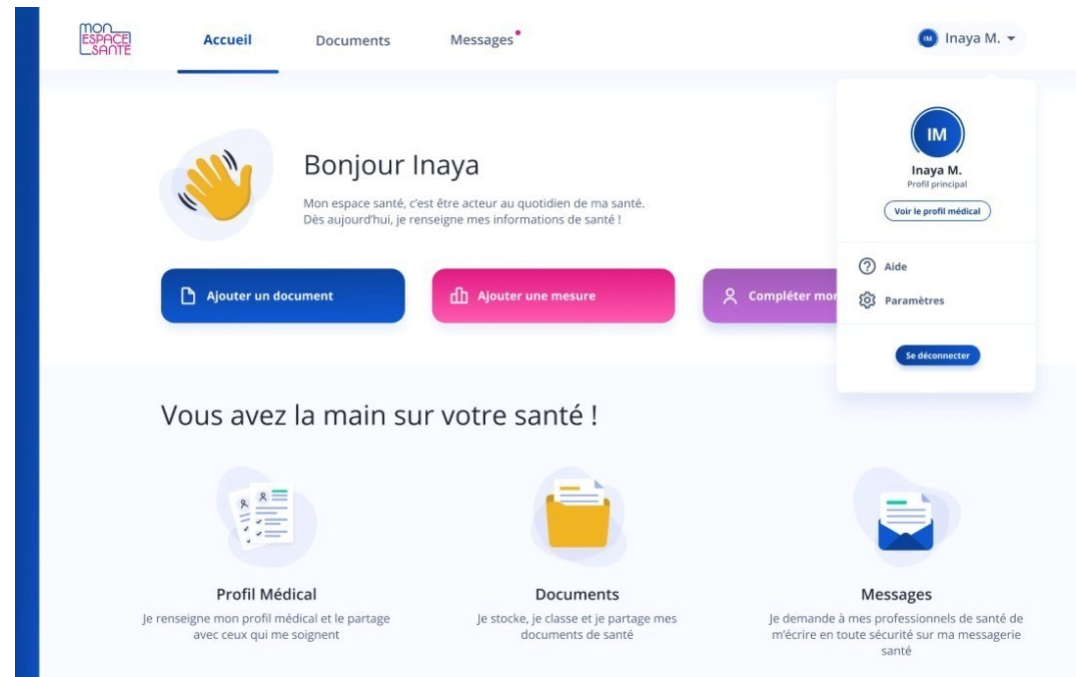 mon
ESPACE
SANTÉ
Accueil
Documents
Messages
IM
Inaya M.
IM
Inaya M.
Profil principal
Voir le profil médical
Aide
Paramètres
Se déconnecter
Bonjour Inaya
Mon espace santé, c'est être acteur au quotidien de ma santé.
Dès aujourd'hui, je renseigne mes informations de santé !
Ajouter un document
Ajouter une mesure
Compléter mon
Vous avez la main sur votre santé !
Profil Médical
Je renseigne mon profil médical et le partage
avec ceux qui me soignent
Documents
Je stocke, je classe et je partage mes
documents de santé
Messages
Je demande à mes professionnels de santé de
m'écrire en toute sécurité sur ma messagerie
santé